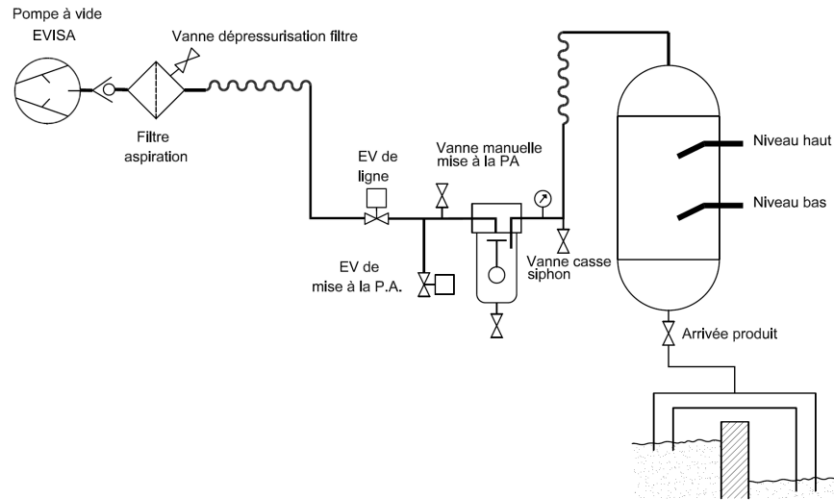 Pompe à vide
EVISA
Vanne dépressurisation filtre
Filtre
aspiration
EV de
ligne
Vanne manuelle
mise à la PA
EV de
mise à la P.A.
Vanne casse
siphon
Niveau haut
Niveau bas
Arrivée produit